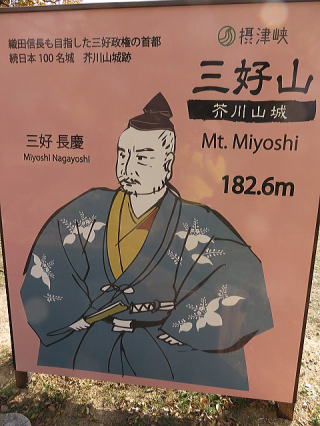 織田信長も目指した三好政権の首都
続日本100名城　芥川山城跡
摂津峡
三好山
芥川山城
Mt. Miyoshi
182.6m
三好 長慶
Miyoshi Nagayoshi